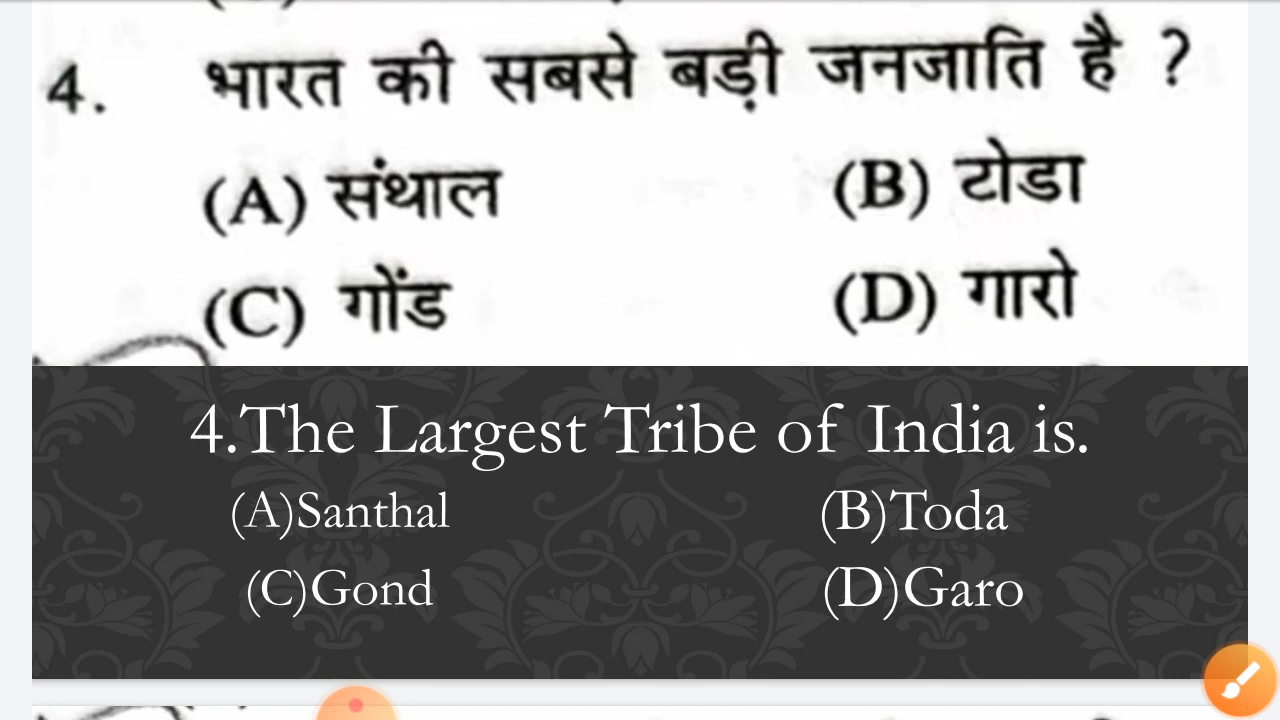 4. भारत की सबसे बड़ी जनजाति है ?
(A) संथाल (B) टोडा
(C) गोंड (D) गारो
4.The Largest Tribe of India is.
(A)Santhal (B)Toda
(C)Gond (D)Garo